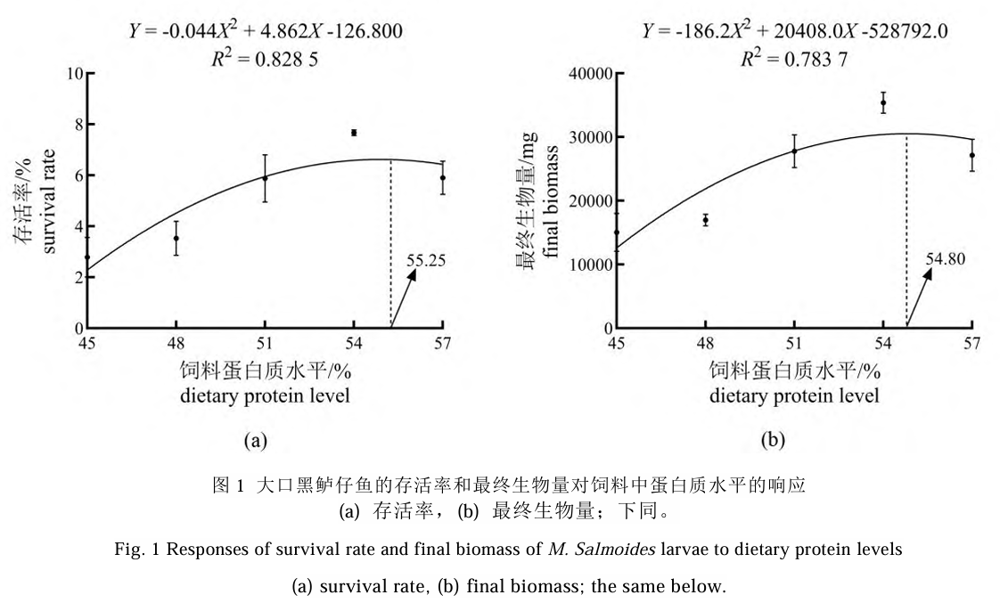 Y = -0.044X² + 4.862X -126.800
R² = 0.828 5
10
8
6
4
2
0
存活率/%
survival rate
55.25
45
48
51
54
57
饲料蛋白质水平/%
dietary protein level
(a)
Y = -186.2X² + 20408.0X -528792.0
R² = 0.783 7
40000
30000
20000
10000
0
最终生物量/mg
final biomass
54.80
45
48
51
54
57
饲料蛋白质水平/%
dietary protein level
(b)
图 1 大口黑鲈仔鱼的存活率和最终生物量对饲料中蛋白质水平的响应
(a) 存活率，(b) 最终生物量；下同。
Fig. 1 Responses of survival rate and final biomass of M. Salmoides larvae to dietary protein levels
(a) survival rate, (b) final biomass; the same below.